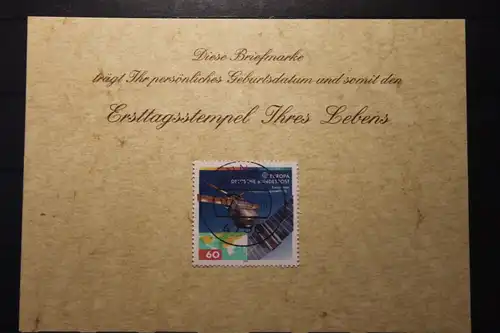 Diese Briefmarke
trägt Ihr persönliches Geburtsdatum und somit den
Ersttagsstempel Ihres Lebens
EUROPA
DEUTSCHE BUNDESPOST
60